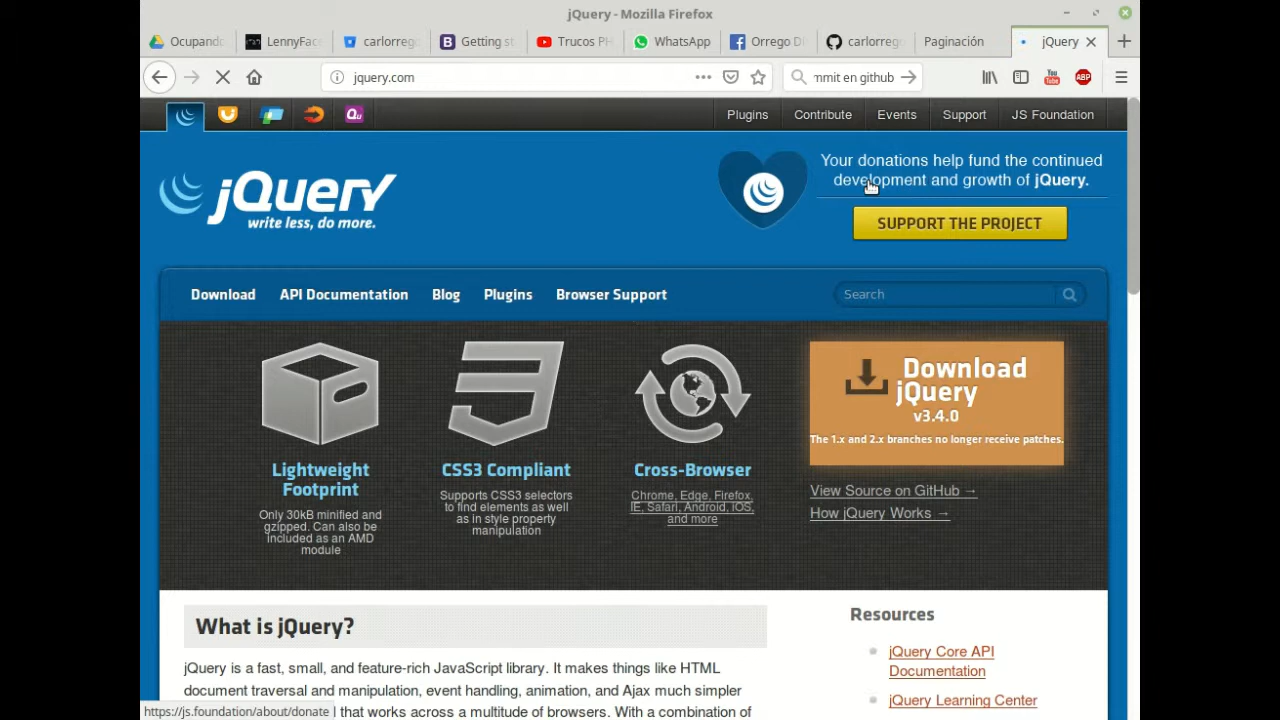 jQuery - Mozilla Firefox
Ocupando
LennyFace
carlorrego
Getting st
Trucos PH
WhatsApp
Orrego D
carlorrego
Paginación
jQuery
jquery.com
mmit en github
Plugins
Contribute
Events
Support
JS Foundation
jQuery
write less, do more.
Your donations help fund the continued
development and growth of jQuery.
SUPPORT THE PROJECT
Download
API Documentation
Blog
Plugins
Browser Support
Search
Lightweight
Footprint
Only 30kB minified and
gzipped. Can also be
included as an AMD
module
CSS3 Compliant
Supports CSS3 selectors
to find elements as well
as in style property
manipulation
Cross-Browser
Chrome, Edge, Firefox,
IE, Safari, Android, iOS,
and more
Download
jQuery
v3.4.0
The 1.x and 2.x branches no longer receive patches.
View Source on GitHub →
How jQuery Works →
What is jQuery?
jQuery is a fast, small, and feature-rich JavaScript library. It makes things like HTML
document traversal and manipulation, event handling, animation, and Ajax much simpler
that works across a multitude of browsers. With a combination of
Resources
jQuery Core API
Documentation
jQuery Learning Center
https://js.foundation/about/donate